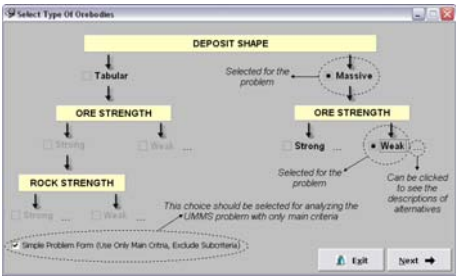 Select Type Of Orebodies
DEPOSIT SHAPE
Tabular
Selected for the
problem
Massive
ORE STRENGTH
ORE STRENGTH
Strong
Weak ...
Strong ...
Weak
ROCK STRENGTH
Selected for the
problem
Can be clicked
to see the
descriptions of
alternatives
Strong ...
Weak ...
This choice should be selected for analyzing the
UMMS problem with only main criteria
Simple Problem Form (Use Only Main Critria, Exclude Subcriteria)
Exit
Next